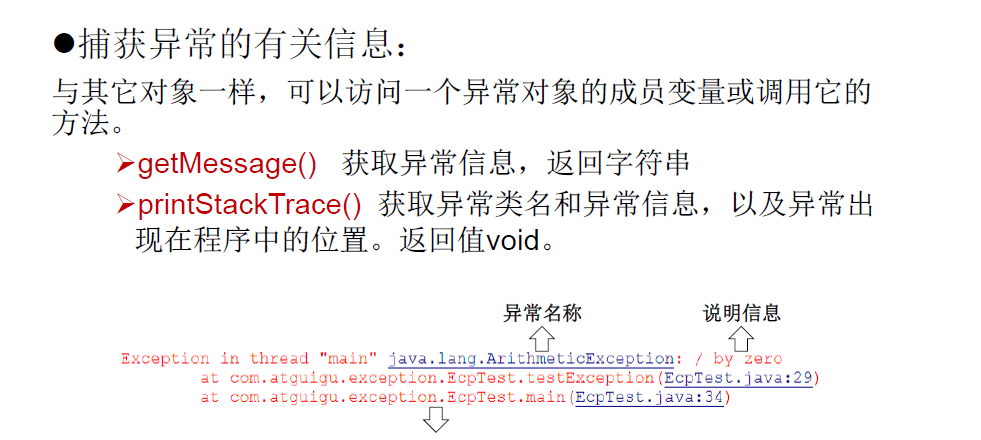 ●捕获异常的有关信息：
与其它对象一样，可以访问一个异常对象的成员变量或调用它的
方法。
➢getMessage() 获取异常信息，返回字符串
➢printStackTrace() 获取异常类名和异常信息，以及异常出
现在程序中的位置。返回值void。
异常名称 说明信息
Exception in thread "main" java.lang.ArithmeticException: / by zero
at com.atguigu.exception.EcpTest.testException(EcpTest.java:29)
at com.atguigu.exception.EcpTest.main(EcpTest.java:34)